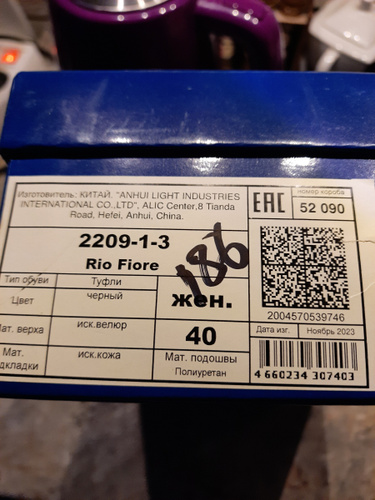 Изготовитель: КИТАЙ, "ANHUI LIGHT INDUSTRIES
INTERNATIONAL CO.,LTD", ALIC Center,8 Tianda
Road, Hefei, Anhui, China.
EAC
номер короба
52 090
2209-1-3
Rio Fiore
186
2004570539746
Тип обуви Туфли
Цвет черный
жен.
Мат. верха иск.велюр
40
Дата изг. Ноябрь 2023
Мат. иск.кожа
Мат. подошвы
Полиуретан
4 660234 307403